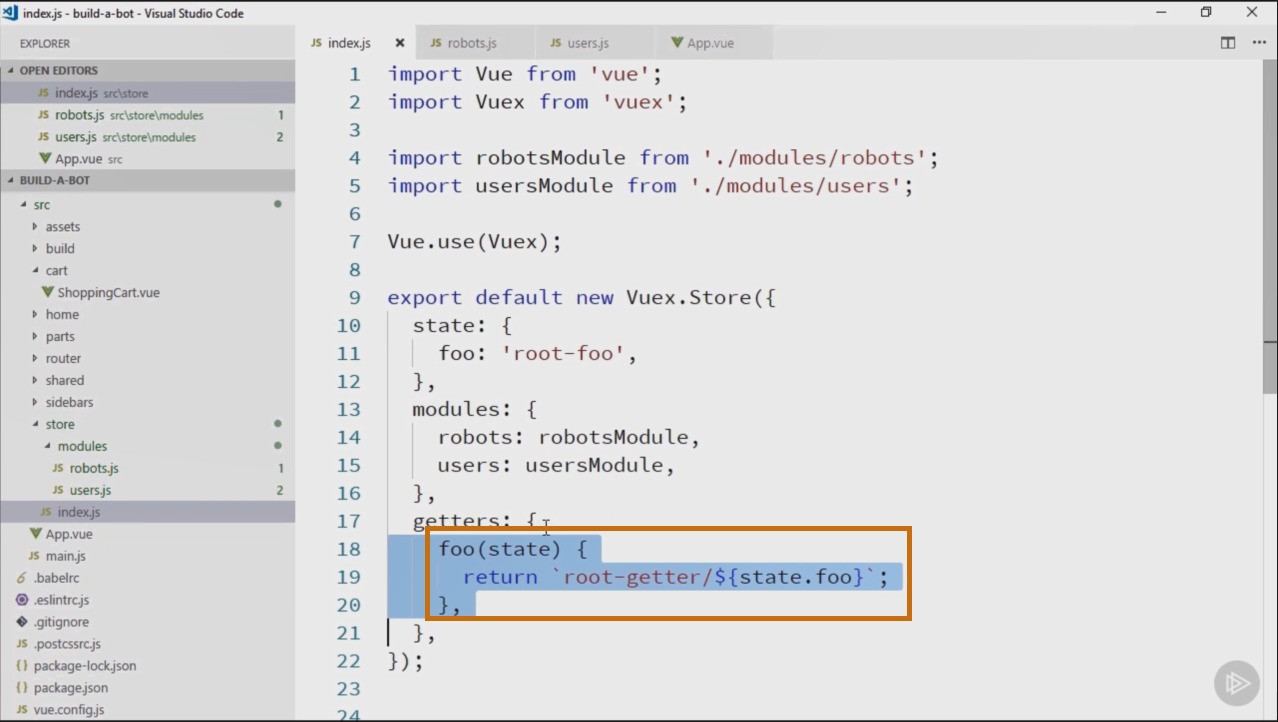 index.js - build-a-bot - Visual Studio Code
EXPLORER
OPEN EDITORS
JS index.js src\store
JS robots.js src\store\modules 1
JS users.js src\store\modules 2
App.vue src
BUILD-A-BOT
src
assets
build
cart
ShoppingCart.vue
home
parts
router
shared
sidebars
store
modules
JS robots.js 1
JS users.js 2
JS index.js
App.vue
JS main.js
.babelrc
.eslintrc.js
.gitignore
JS .postcssrc.js
{} package-lock.json
{} package.json
JS vue.config.js
JS index.js
JS robots.js
JS users.js
App.vue
1 import Vue from 'vue';
2 import Vuex from 'vuex';
3
4 import robotsModule from './modules/robots';
5 import usersModule from './modules/users';
6
7 Vue.use(Vuex);
8
9 export default new Vuex.Store({
10 state: {
11 foo: 'root-foo',
12 },
13 modules: {
14 robots: robotsModule,
15 users: usersModule,
16 },
17 getters: {
18 foo(state) {
19 return `root-getter/${state.foo}`;
20 },
21 },
22 });
23
24